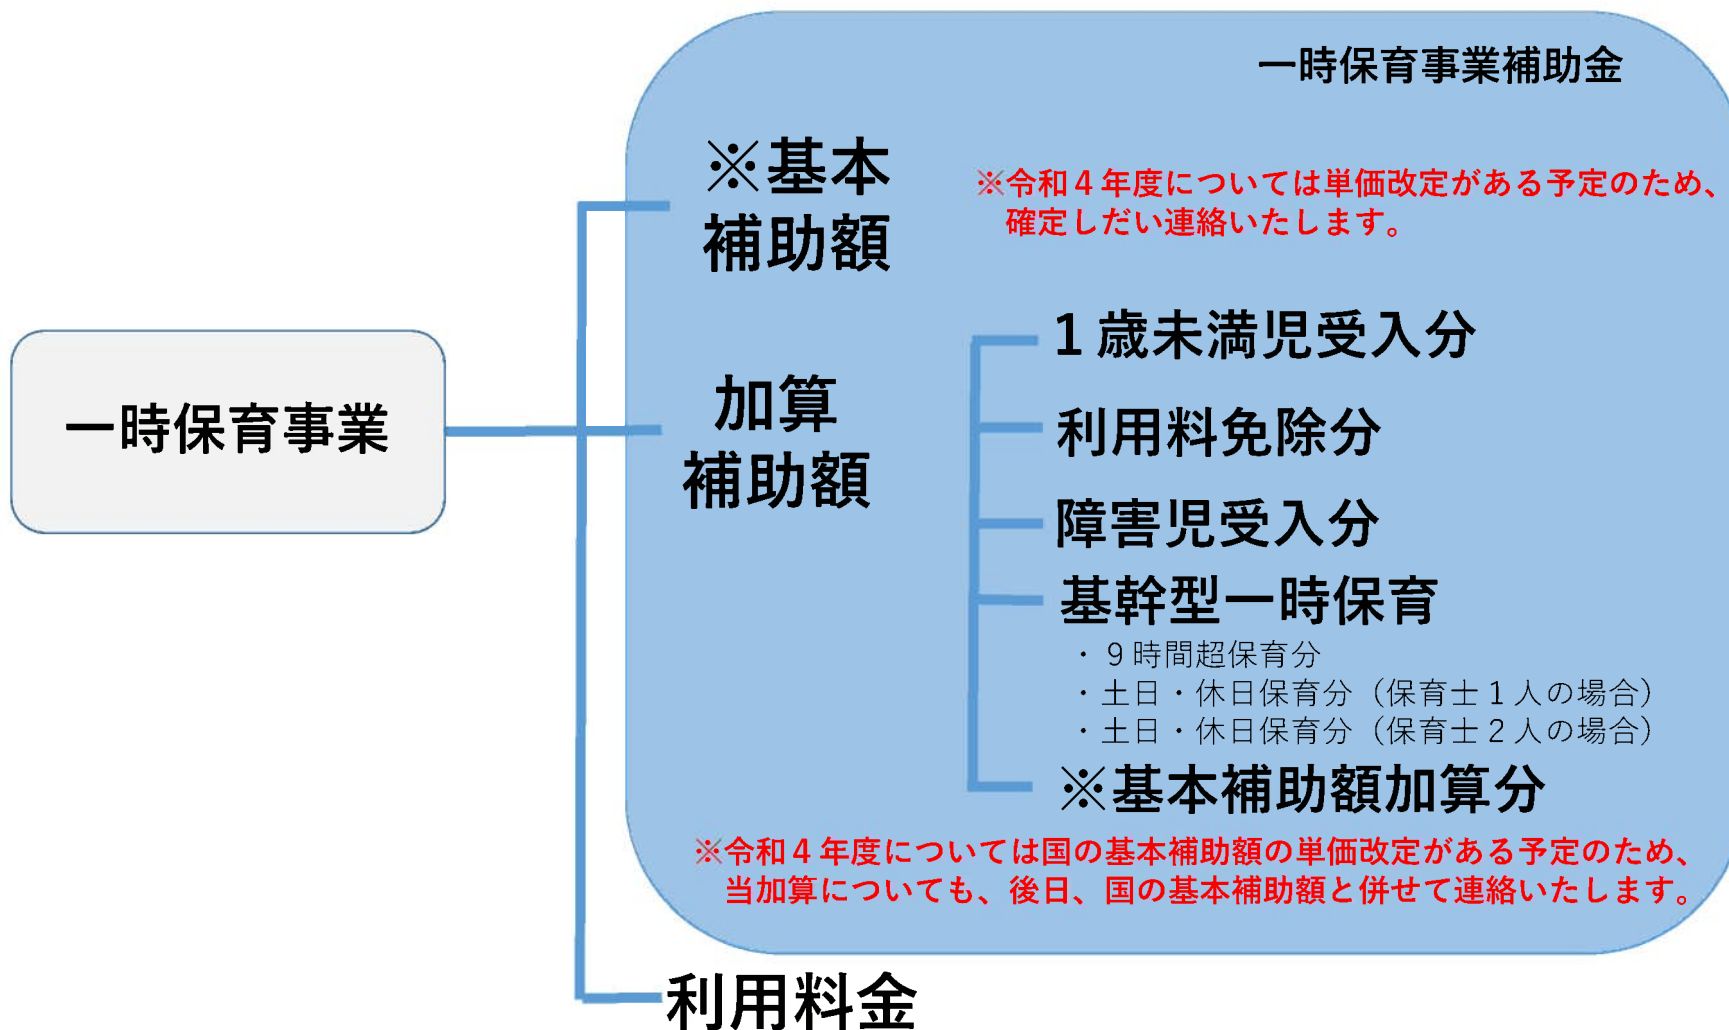 一時保育事業補助金
※基本
補助額
※令和４年度については単価改定がある予定のため、
確定しだい連絡いたします。
一時保育事業
加算
補助額
１歳未満児受入分
利用料免除分
障害児受入分
基幹型一時保育
・９時間超保育分
・土日・休日保育分（保育士１人の場合）
・土日・休日保育分（保育士２人の場合）
※基本補助額加算分
※令和４年度については国の基本補助額の単価改定がある予定のため、
当加算についても、後日、国の基本補助額と併せて連絡いたします。
利用料金